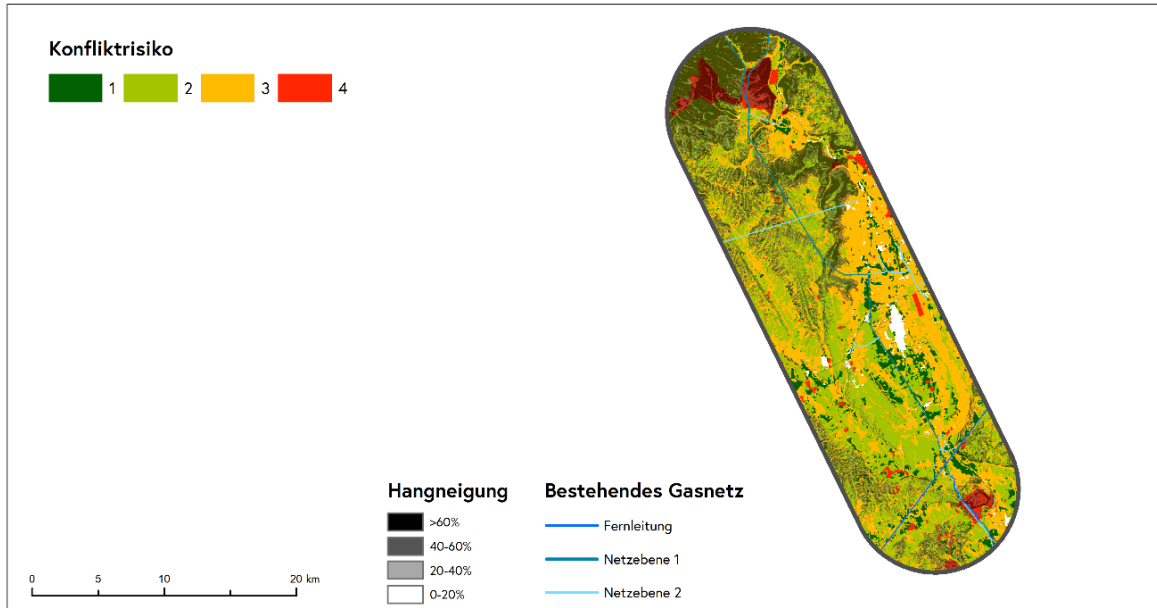 Konfliktrisiko
1 2 3 4
Hangneigung
>60%
40-60%
20-40%
0-20%
Bestehendes Gasnetz
Fernleitung
Netzebene 1
Netzebene 2
0 5 10 20 km